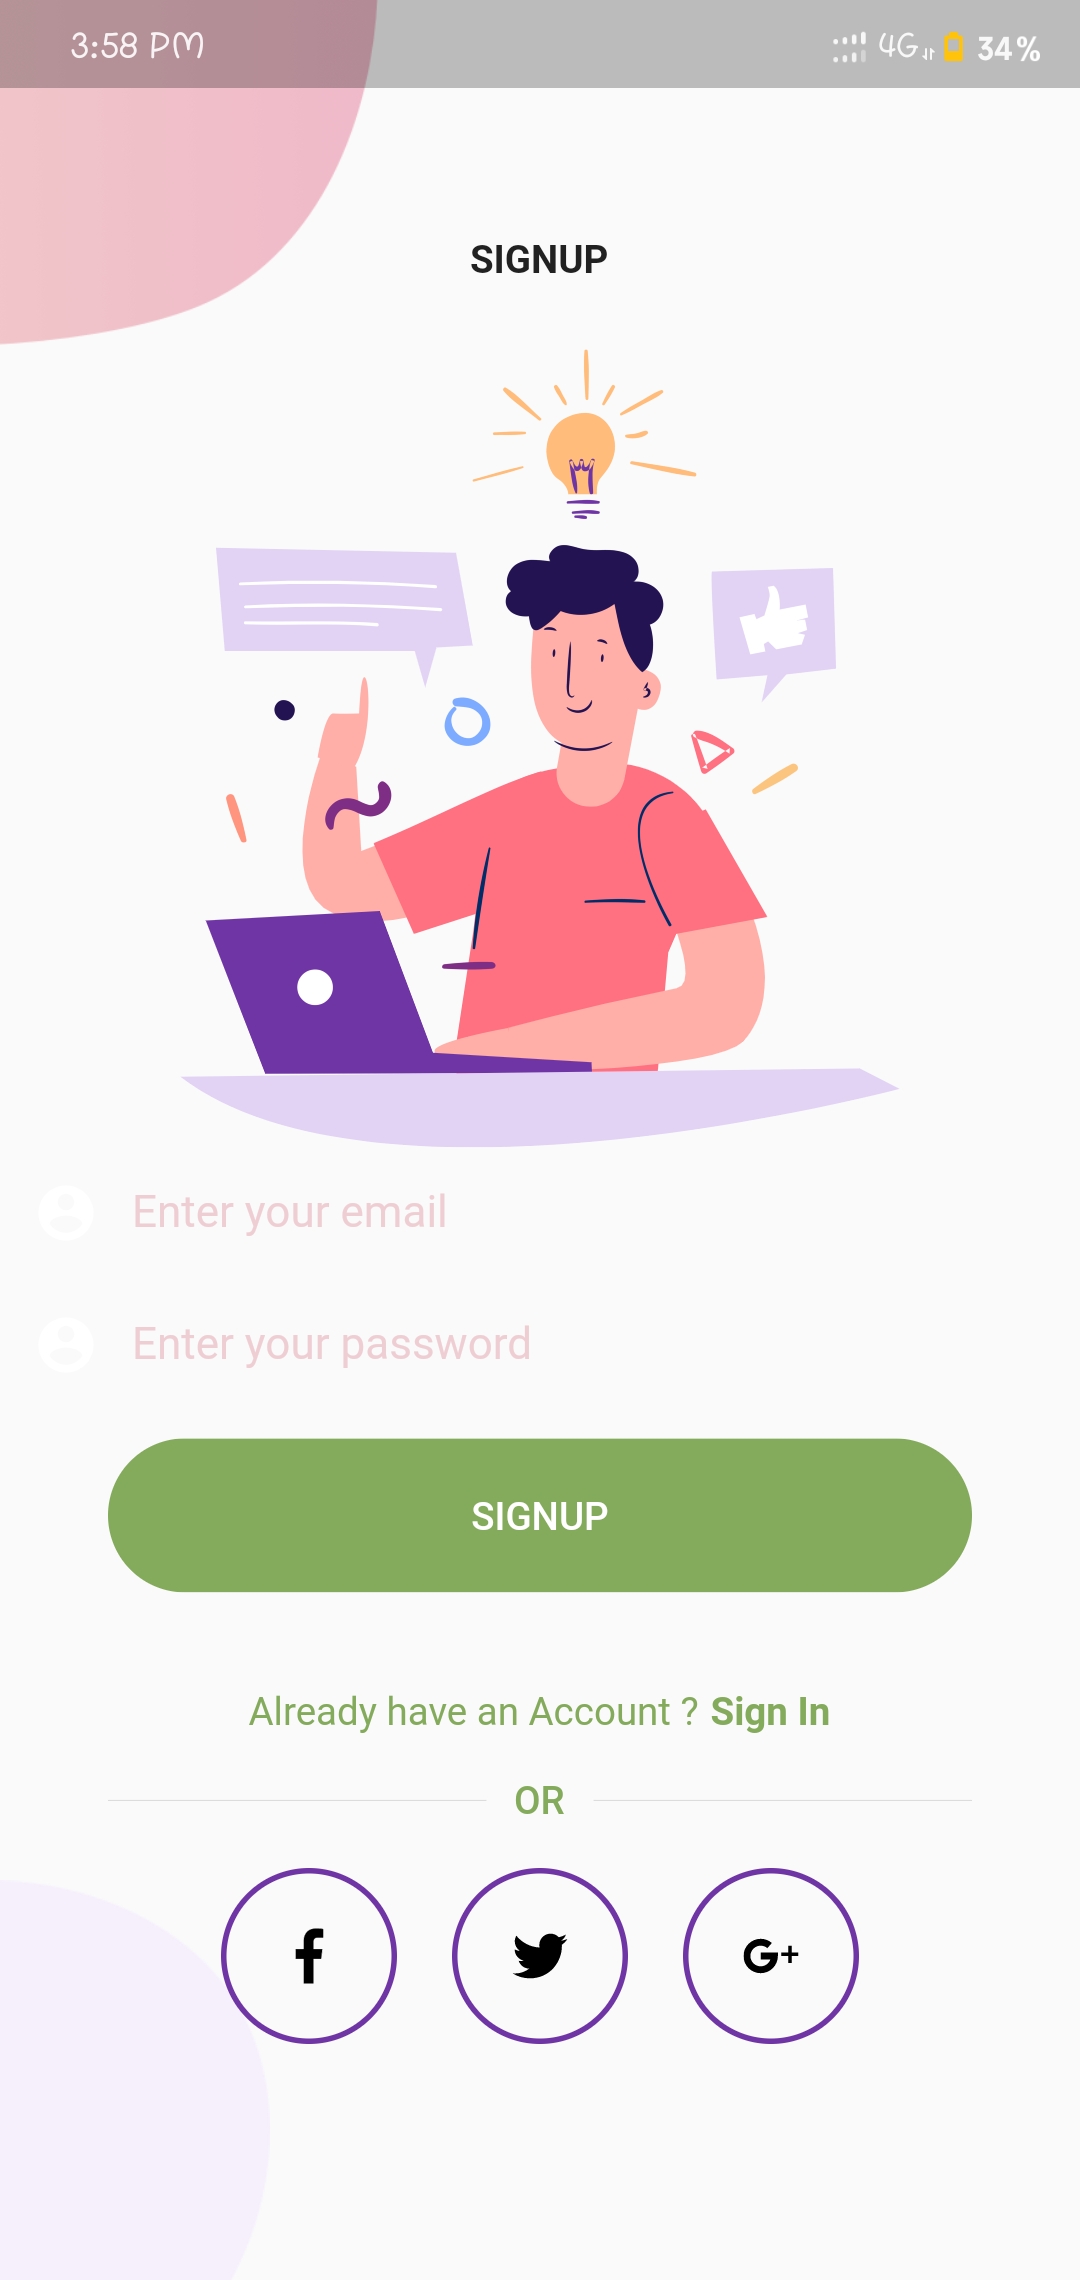 3:58 PM 4G 34%
SIGNUP
Enter your email
Enter your password
SIGNUP
Already have an Account ? Sign In
OR
f G+